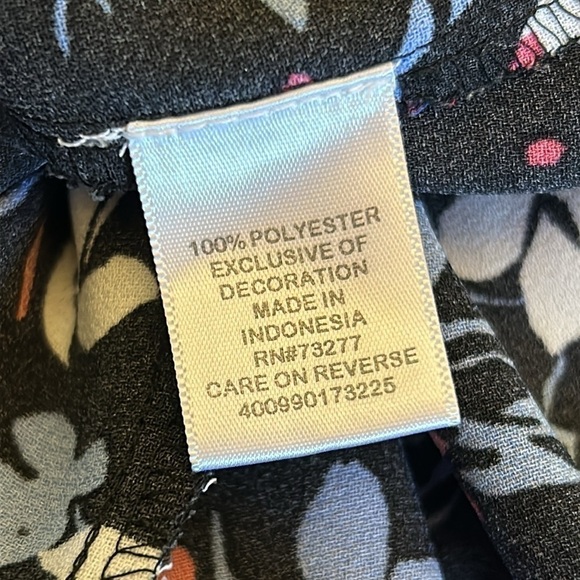 100% POLYESTER
EXCLUSIVE OF
DECORATION
MADE IN
INDONESIA
RN#73277
CARE ON REVERSE
400990173225